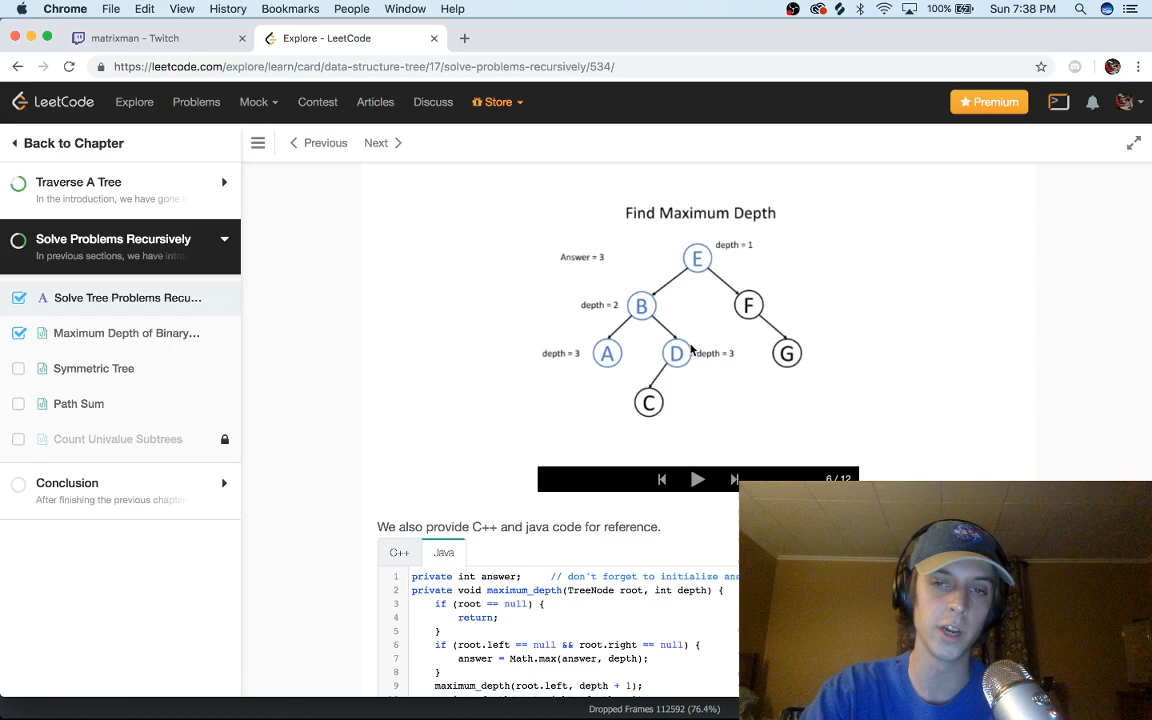 Chrome File Edit View History Bookmarks People Window Help 100% Sun 7:38 PM
matrixman - Twitch
Explore - LeetCode
https://leetcode.com/explore/learn/card/data-structure-tree/17/solve-problems-recursively/534/
LeetCode Explore Problems Mock Contest Articles Discuss Store Premium
Back to Chapter
Previous Next
Traverse A Tree
In the introduction, we have gone
Solve Problems Recursively
In previous sections, we have
A Solve Tree Problems Recu...
Maximum Depth of Binary...
Symmetric Tree
Path Sum
Count Univalue Subtrees
Conclusion
After finishing the previous chapter
Find Maximum Depth
Answer = 3
depth = 1
E
depth = 2
B
F
depth = 3
A
D
depth = 3
G
C
6/12
We also provide C++ and java code for reference.
C++ Java
1 private int answer; // don't forget to initialize ans
2 private void maximum_depth(TreeNode root, int depth) {
3 if (root == null) {
4 return;
5 }
6 if (root.left == null && root.right == null) {
7 answer = Math.max(answer, depth);
8 }
9 maximum_depth(root.left, depth + 1);
Dropped Frames 112592 (76.4%)